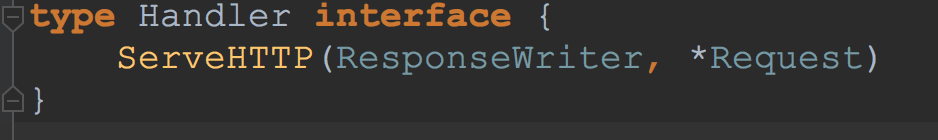 type Handler interface {
    ServeHTTP(ResponseWriter, *Request)
}